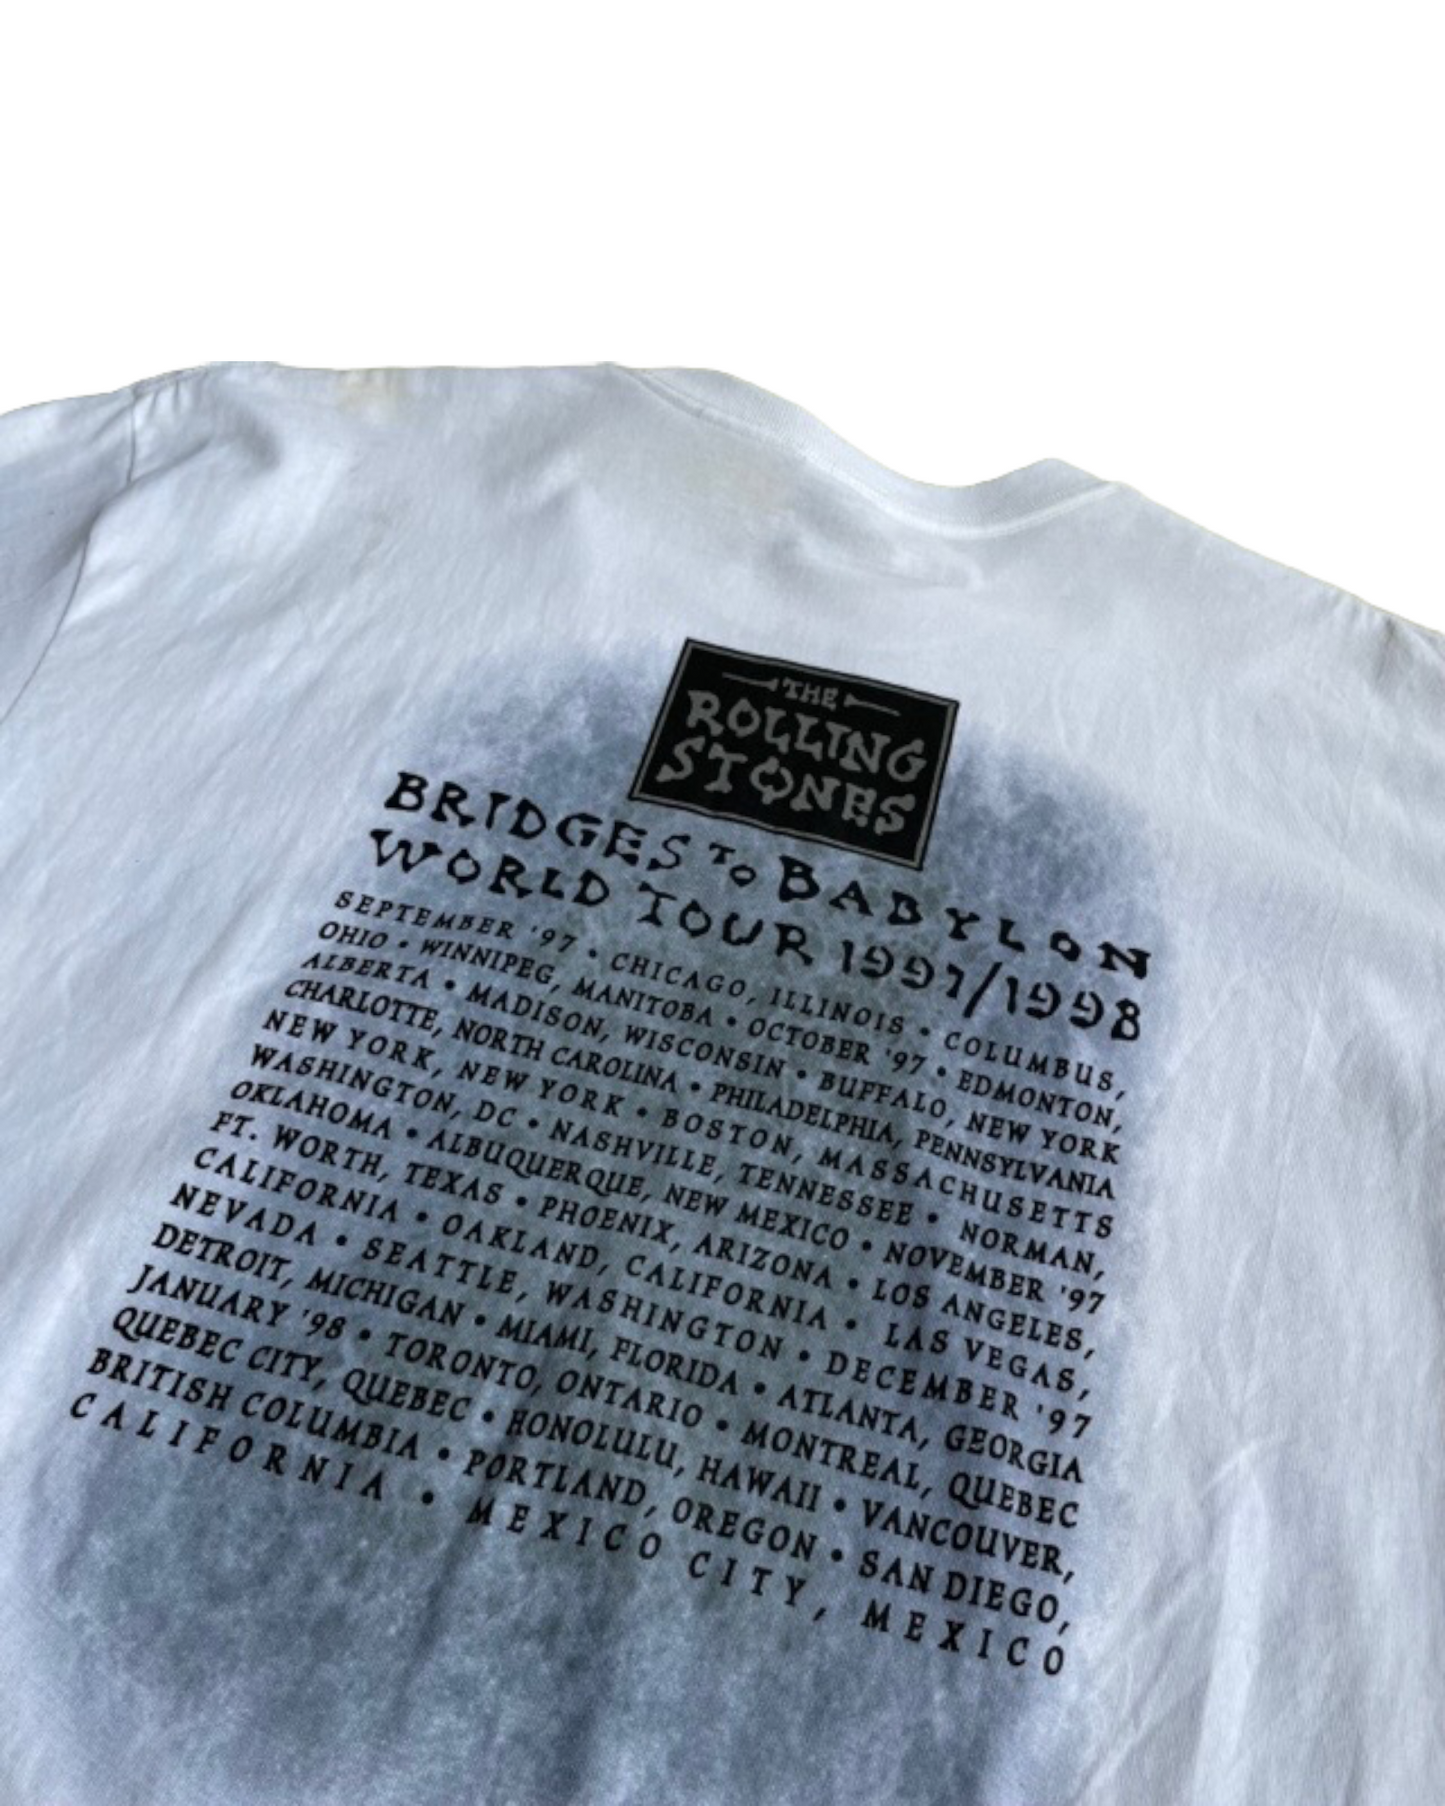 THE
ROLLING
STONES
BRIDGES TO BABYLON
WORLD TOUR 1997/1998
SEPTEMBER '97 • CHICAGO, ILLINOIS • COLUMBUS,
OHIO • WINNIPEG, MANITOBA • OCTOBER '97 • EDMONTON,
ALBERTA • MADISON, WISCONSIN • BUFFALO, NEW YORK
CHARLOTTE, NORTH CAROLINA • PHILADELPHIA, PENNSYLVANIA
NEW YORK, NEW YORK • BOSTON, MASSACHUSETTS
WASHINGTON, DC • NASHVILLE, TENNESSEE • NORMAN,
OKLAHOMA • ALBUQUERQUE, NEW MEXICO • NOVEMBER '97
FT. WORTH, TEXAS • PHOENIX, ARIZONA • LOS ANGELES,
CALIFORNIA • OAKLAND, CALIFORNIA • LAS VEGAS,
NEVADA • SEATTLE, WASHINGTON • DECEMBER '97
DETROIT, MICHIGAN • MIAMI, FLORIDA • ATLANTA, GEORGIA
JANUARY '98 • TORONTO, ONTARIO • MONTREAL, QUEBEC
QUEBEC CITY, QUEBEC • HONOLULU, HAWAII • VANCOUVER,
BRITISH COLUMBIA • PORTLAND, OREGON • SAN DIEGO,
CALIFORNIA • MEXICO CITY, MEXICO